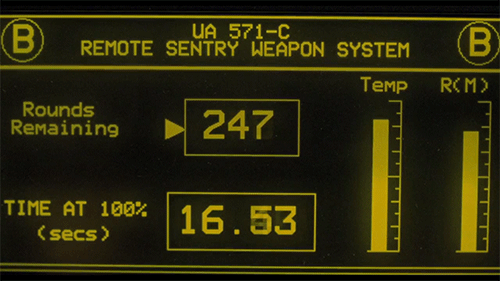 B
UA 571-C
REMOTE SENTRY WEAPON SYSTEM
B
Temp
R(M)
Rounds
Remaining
247
TIME AT 100%
(secs)
16.53